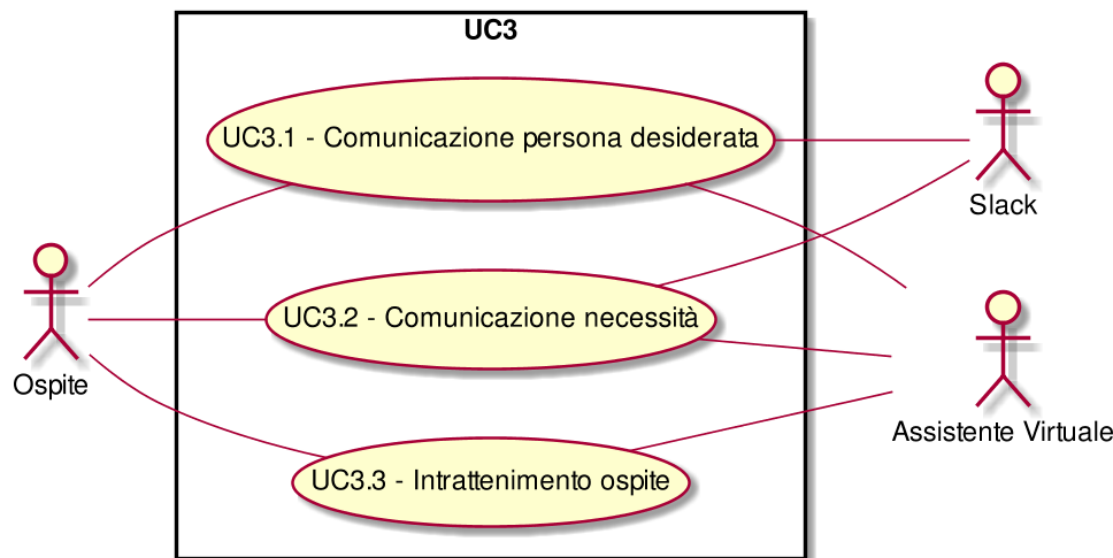 UC3
UC3.1 - Comunicazione persona desiderata
Slack
UC3.2 - Comunicazione necessità
Ospite
Assistente Virtuale
UC3.3 - Intrattenimento ospite